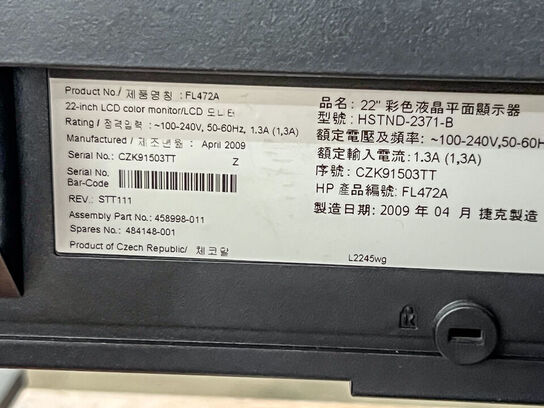 Product No./ 제품명칭 : FL472A
22-inch LCD color monitor/LCD 모니터
Rating / 정격입력 : ~100-240V, 50-60Hz, 1.3A (1,3A)
Manufactured / 제조년월 : April 2009
Serial No.: CZK91503TT Z
Serial No.
Bar-Code
REV.: STT111
Assembly Part No.: 458998-011
Spares No.: 484148-001
Product of Czech Republic/ 체코말
品名: 22" 彩色液晶平面顯示器
型號: HSTND-2371-B
額定電壓及頻率: ~100-240V,50-60H
額定輸入電流: 1.3A (1,3A)
序號: CZK91503TT
HP 產品編號: FL472A
製造日期: 2009 年 04 月 捷克製造
L2245wg